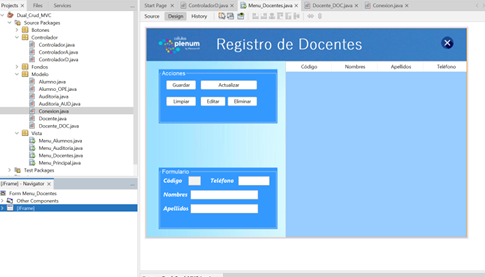 Projects
Files
Services
Dual_Crud_MVC
Source Packages
Botones
Controlador
Controlador.java
ControladorA.java
ControladorO.java
Fondos
Modelo
Alumno.java
Alumno_OPE.java
Auditoria.java
Auditoria_AUD.java
Conexion.java
Docente.java
Docente_DOC.java
Vista
Menu_Alumnos.java
Menu_Auditoria.java
Menu_Docentes.java
Menu_Principal.java
Test Packages
[JFrame] - Navigator
Form Menu_Docentes
Other Components
[JFrame]
Start Page
ControladorO.java
Menu_Docentes.java
Docente_DOC.java
Conexion.java
Source
Design
History
plenum
Registro de Docentes
Acciones
Guardar
Actualizar
Limpiar
Editar
Eliminar
Formulario
Código
Teléfono
Nombres
Apellidos
Código
Nombres
Apellidos
Teléfono